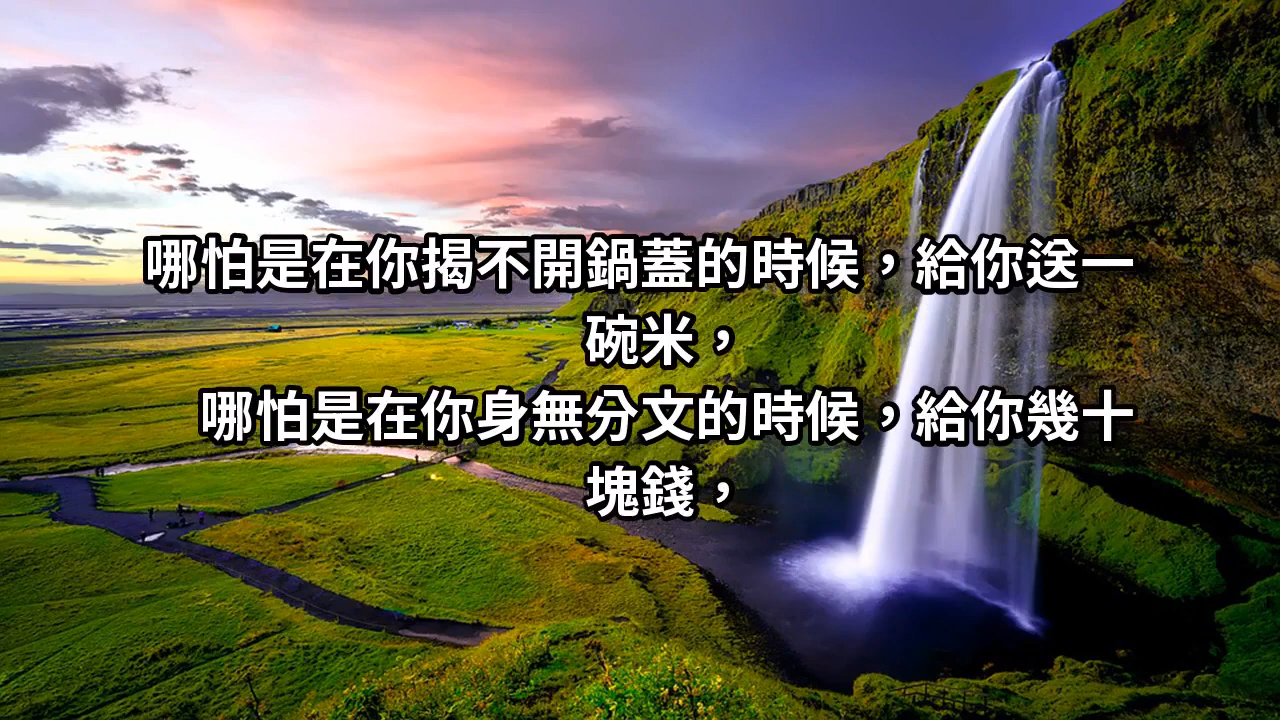 哪怕是在你揭不開鍋蓋的時候，給你送一
碗米，
哪怕是在你身無分文的時候，給你幾十
塊錢，